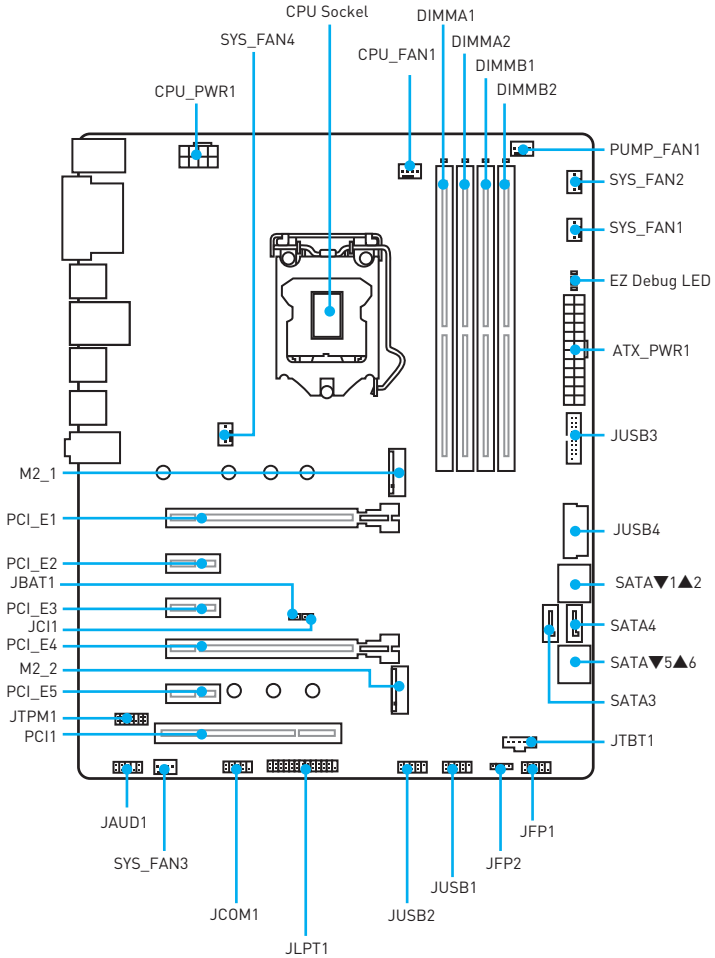 CPU Sockel
DIMMA1
SYS_FAN4
DIMMA2
CPU_FAN1
DIMMB1
CPU_PWR1
DIMMB2
PUMP_FAN1
SYS_FAN2
SYS_FAN1
EZ Debug LED
ATX_PWR1
JUSB3
M2_1
PCI_E1
JUSB4
PCI_E2
JBAT1
SATA▼1▲2
PCI_E3
JCI1
SATA4
PCI_E4
M2_2
SATA▼5▲6
PCI_E5
SATA3
JTPM1
PCI1
JTBT1
JAUD1
JFP1
SYS_FAN3
JFP2
JUSB1
JCOM1
JUSB2
JLPT1